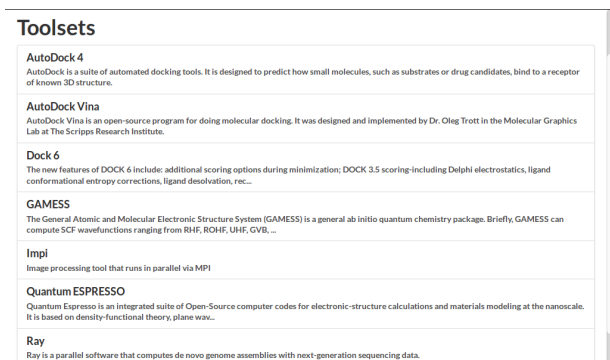 Toolsets
AutoDock 4
AutoDock is a suite of automated docking tools. It is designed to predict how small molecules, such as substrates or drug candidates, bind to a receptor
of known 3D structure.
AutoDock Vina
AutoDock Vina is an open-source program for doing molecular docking. It was designed and implemented by Dr. Oleg Trott in the Molecular Graphics
Lab at The Scripps Research Institute.
Dock 6
The new features of DOCK 6 include: additional scoring options during minimization; DOCK 3.5 scoring-including Delphi electrostatics, ligand
conformational entropy corrections, ligand desolvation, rec...
GAMESS
The General Atomic and Molecular Electronic Structure System (GAMESS) is a general ab initio quantum chemistry package. Briefly, GAMESS can
compute SCF wavefunctions ranging from RHF, ROHF, UHF, GVB, ...
Impi
Image processing tool that runs in parallel via MPI
Quantum ESPRESSO
Quantum Espresso is an integrated suite of Open-Source computer codes for electronic-structure calculations and materials modeling at the nanoscale.
It is based on density-functional theory, plane wav...
Ray
Ray is a parallel software that computes de novo genome assemblies with next-generation sequencing data.